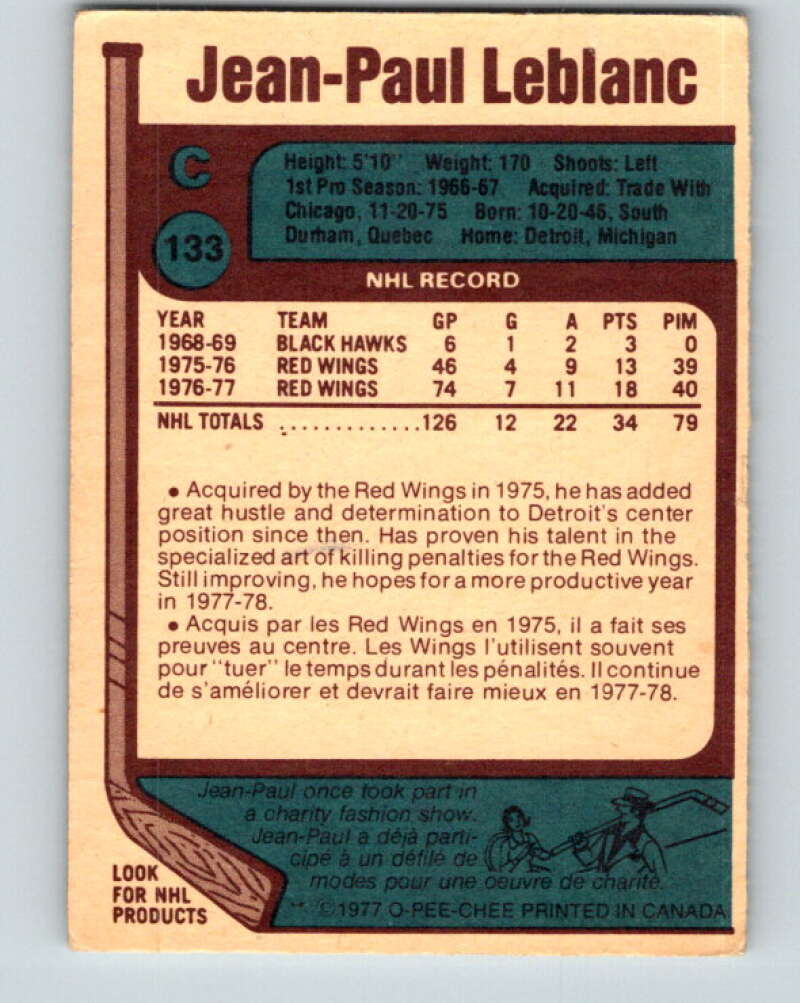 Jean-Paul Leblanc
C
133
Height: 5'10" Weight: 170 Shoots: Left
1st Pro Season: 1966-67 Acquired: Trade With
Chicago, 11-20-75 Born: 10-20-46, South
Durham, Quebec Home: Detroit, Michigan
NHL RECORD
YEAR TEAM GP G A PTS PIM
1968-69 BLACK HAWKS 6 1 2 3 0
1975-76 RED WINGS 46 4 9 13 39
1976-77 RED WINGS 74 7 11 18 40
NHL TOTALS .............126 12 22 34 79
• Acquired by the Red Wings in 1975, he has added
great hustle and determination to Detroit's center
position since then. Has proven his talent in the
specialized art of killing penalties for the Red Wings.
Still improving, he hopes for a more productive year
in 1977-78.
• Acquis par les Red Wings en 1975, il a fait ses
preuves au centre. Les Wings l'utilisent souvent
pour "tuer" le temps durant les pénalités. Il continue
de s'améliorer et devrait faire mieux en 1977-78.
Jean-Paul once took part in
a charity fashion show.
Jean-Paul a déjà parti-
cipé à un défilé de
modes pour une oeuvre de charité.
LOOK
FOR NHL
PRODUCTS
** ©1977 O-PEE-CHEE PRINTED IN CANADA